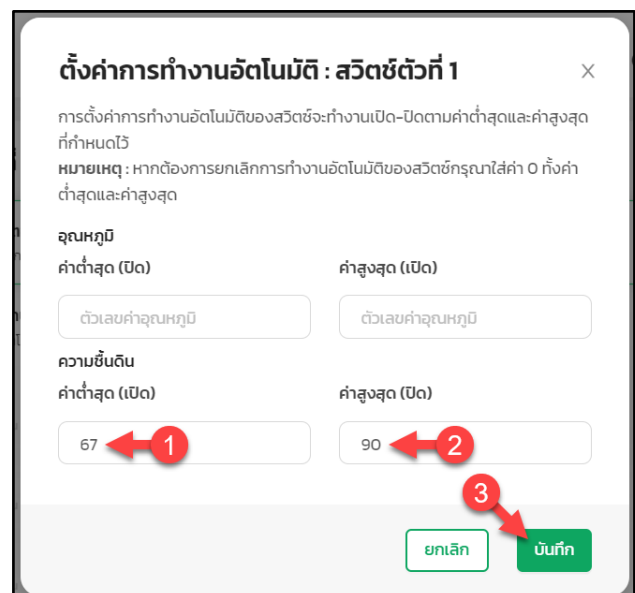 ตั้งค่าการทำงานอัตโนมัติ : สวิตช์ตัวที่ 1
การตั้งค่าการทำงานอัตโนมัติของสวิตช์จะทำงานเปิด-ปิดตามค่าต่ำสุดและค่าสูงสุด
ที่กำหนดไว้
หมายเหตุ : หากต้องการยกเลิกการทำงานอัตโนมัติของสวิตช์กรุณาใส่ค่า 0 ทั้งค่า
ต่ำสุดและค่าสูงสุด
อุณหภูมิ
ค่าต่ำสุด (ปิด) ค่าสูงสุด (เปิด)
ตัวเลขค่าอุณหภูมิ ตัวเลขค่าอุณหภูมิ
ความชื้นดิน
ค่าต่ำสุด (เปิด) ค่าสูงสุด (ปิด)
67 1 90 2
3
ยกเลิก บันทึก